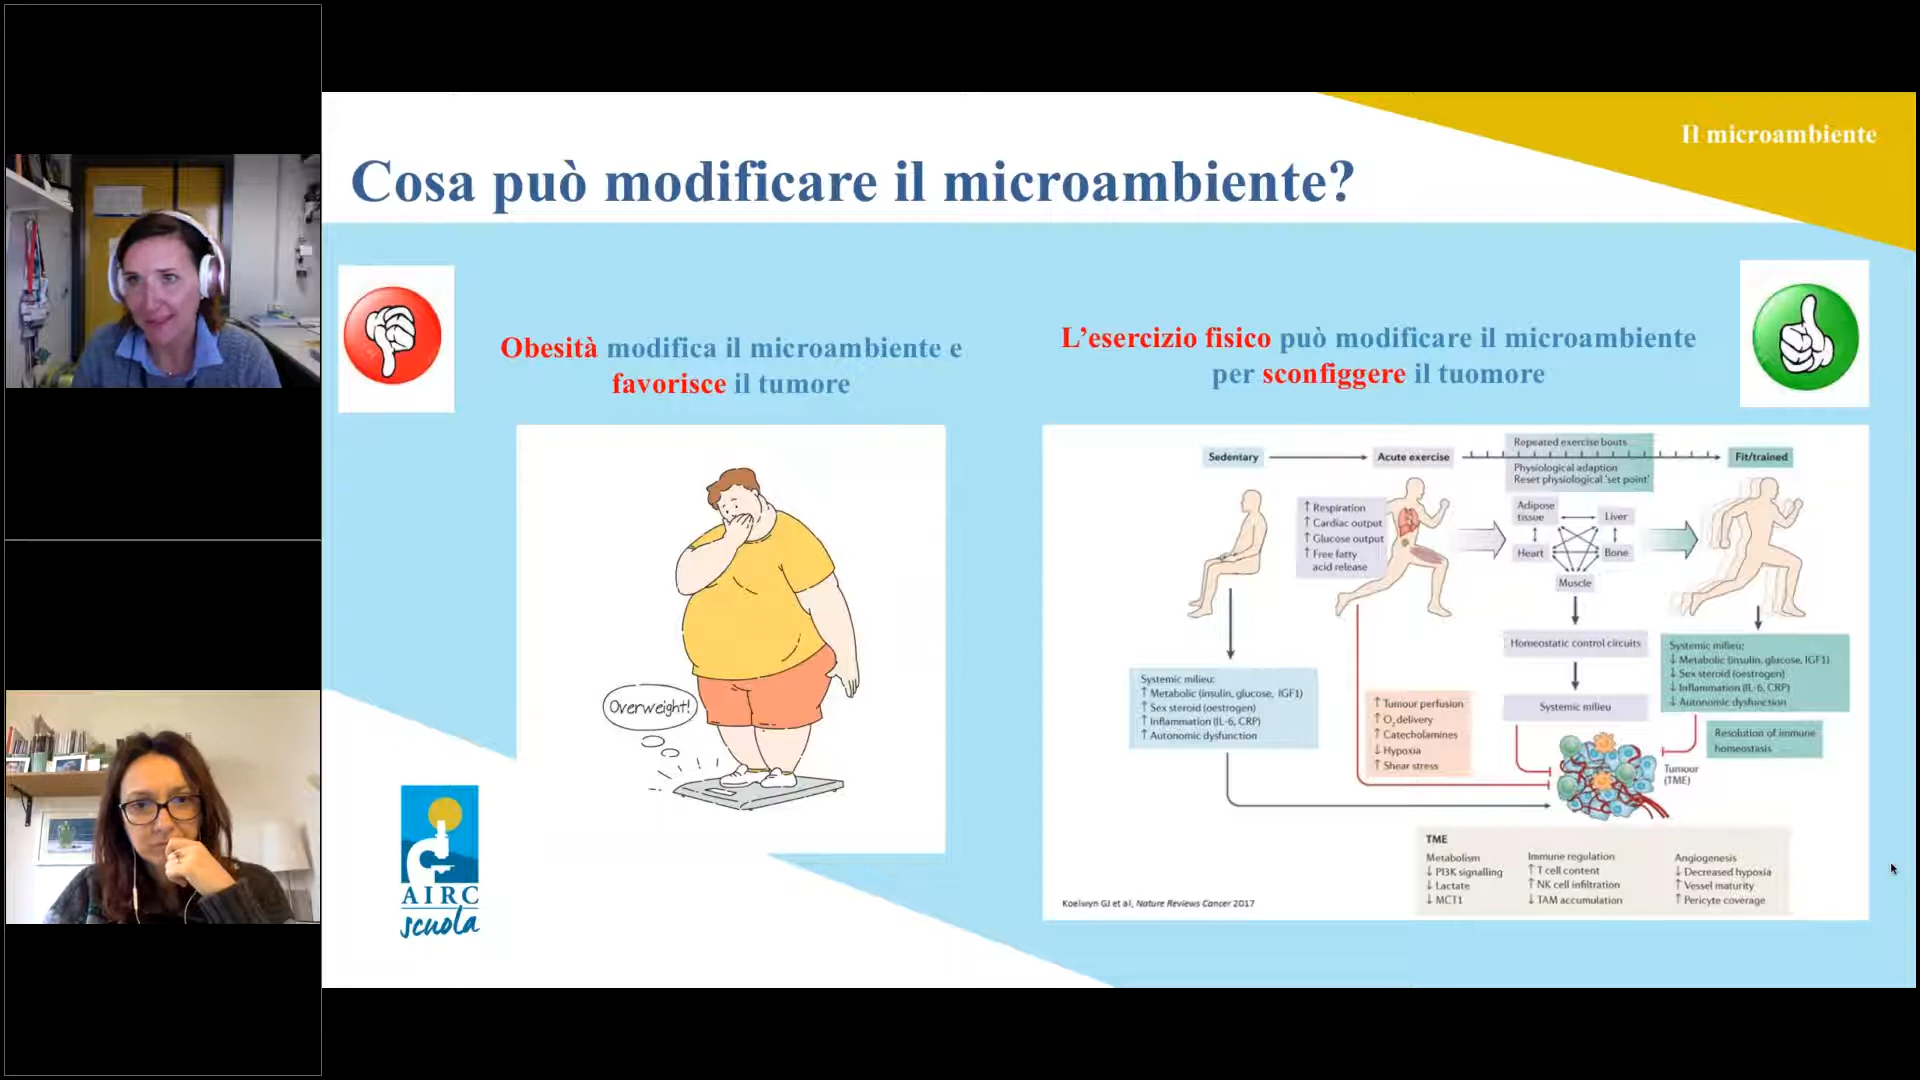 Il microambiente
Cosa può modificare il microambiente?
Obesità modifica il microambiente e
favorisce il tumore
L'esercizio fisico può modificare il microambiente
per sconfiggere il tuomore
Overweight!
AIRC
scuola
Sedentary
Acute exercise
Repeated exercise bouts
Physiological adaption
Reset physiological 'set point'
Fit/trained
↑ Respiration
↑ Cardiac output
↑ Glucose output
↑ Free fatty
acid release
Adipose
tissue
Liver
Heart
Bone
Muscle
Homeostatic control circuits
Systemic milieu
Systemic milieu:
↑ Metabolic (insulin, glucose, IGF1)
↑ Sex steroid (oestrogen)
↑ Inflammation (IL-6, CRP)
↑ Autonomic dysfunction
↑ Tumour perfusion
↑ O2 delivery
↑ Catecholamines
↓ Hypoxia
↑ Shear stress
Systemic milieu:
↓ Metabolic (insulin, glucose, IGF1)
↓ Sex steroid (oestrogen)
↓ Inflammation (IL-6, CRP)
↓ Autonomic dysfunction
Resolution of immune
homeostasis
Tumour
(TME)
TME
Metabolism
↓ PI3K signalling
↓ Lactate
↓ MCT1
Immune regulation
↑ T cell content
↑ NK cell infiltration
↓ TAM accumulation
Angiogenesis
↓ Decreased hypoxia
↑ Vessel maturity
↑ Pericyte coverage
Koelwyn GJ et al, Nature Reviews Cancer 2017